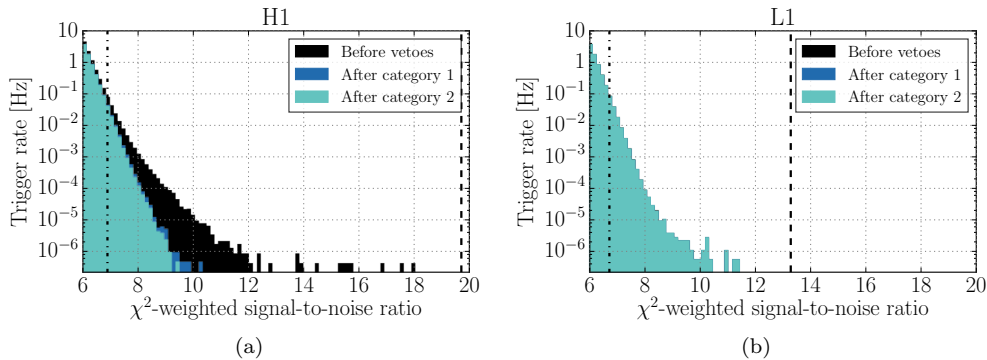 H1
Trigger rate [Hz]
10
1
10⁻¹
10⁻²
10⁻³
10⁻⁴
10⁻⁵
10⁻⁶
Before vetoes
After category 1
After category 2
6 8 10 12 14 16 18 20
χ²-weighted signal-to-noise ratio
(a)
L1
Trigger rate [Hz]
10
1
10⁻¹
10⁻²
10⁻³
10⁻⁴
10⁻⁵
10⁻⁶
Before vetoes
After category 1
After category 2
6 8 10 12 14 16 18 20
χ²-weighted signal-to-noise ratio
(b)